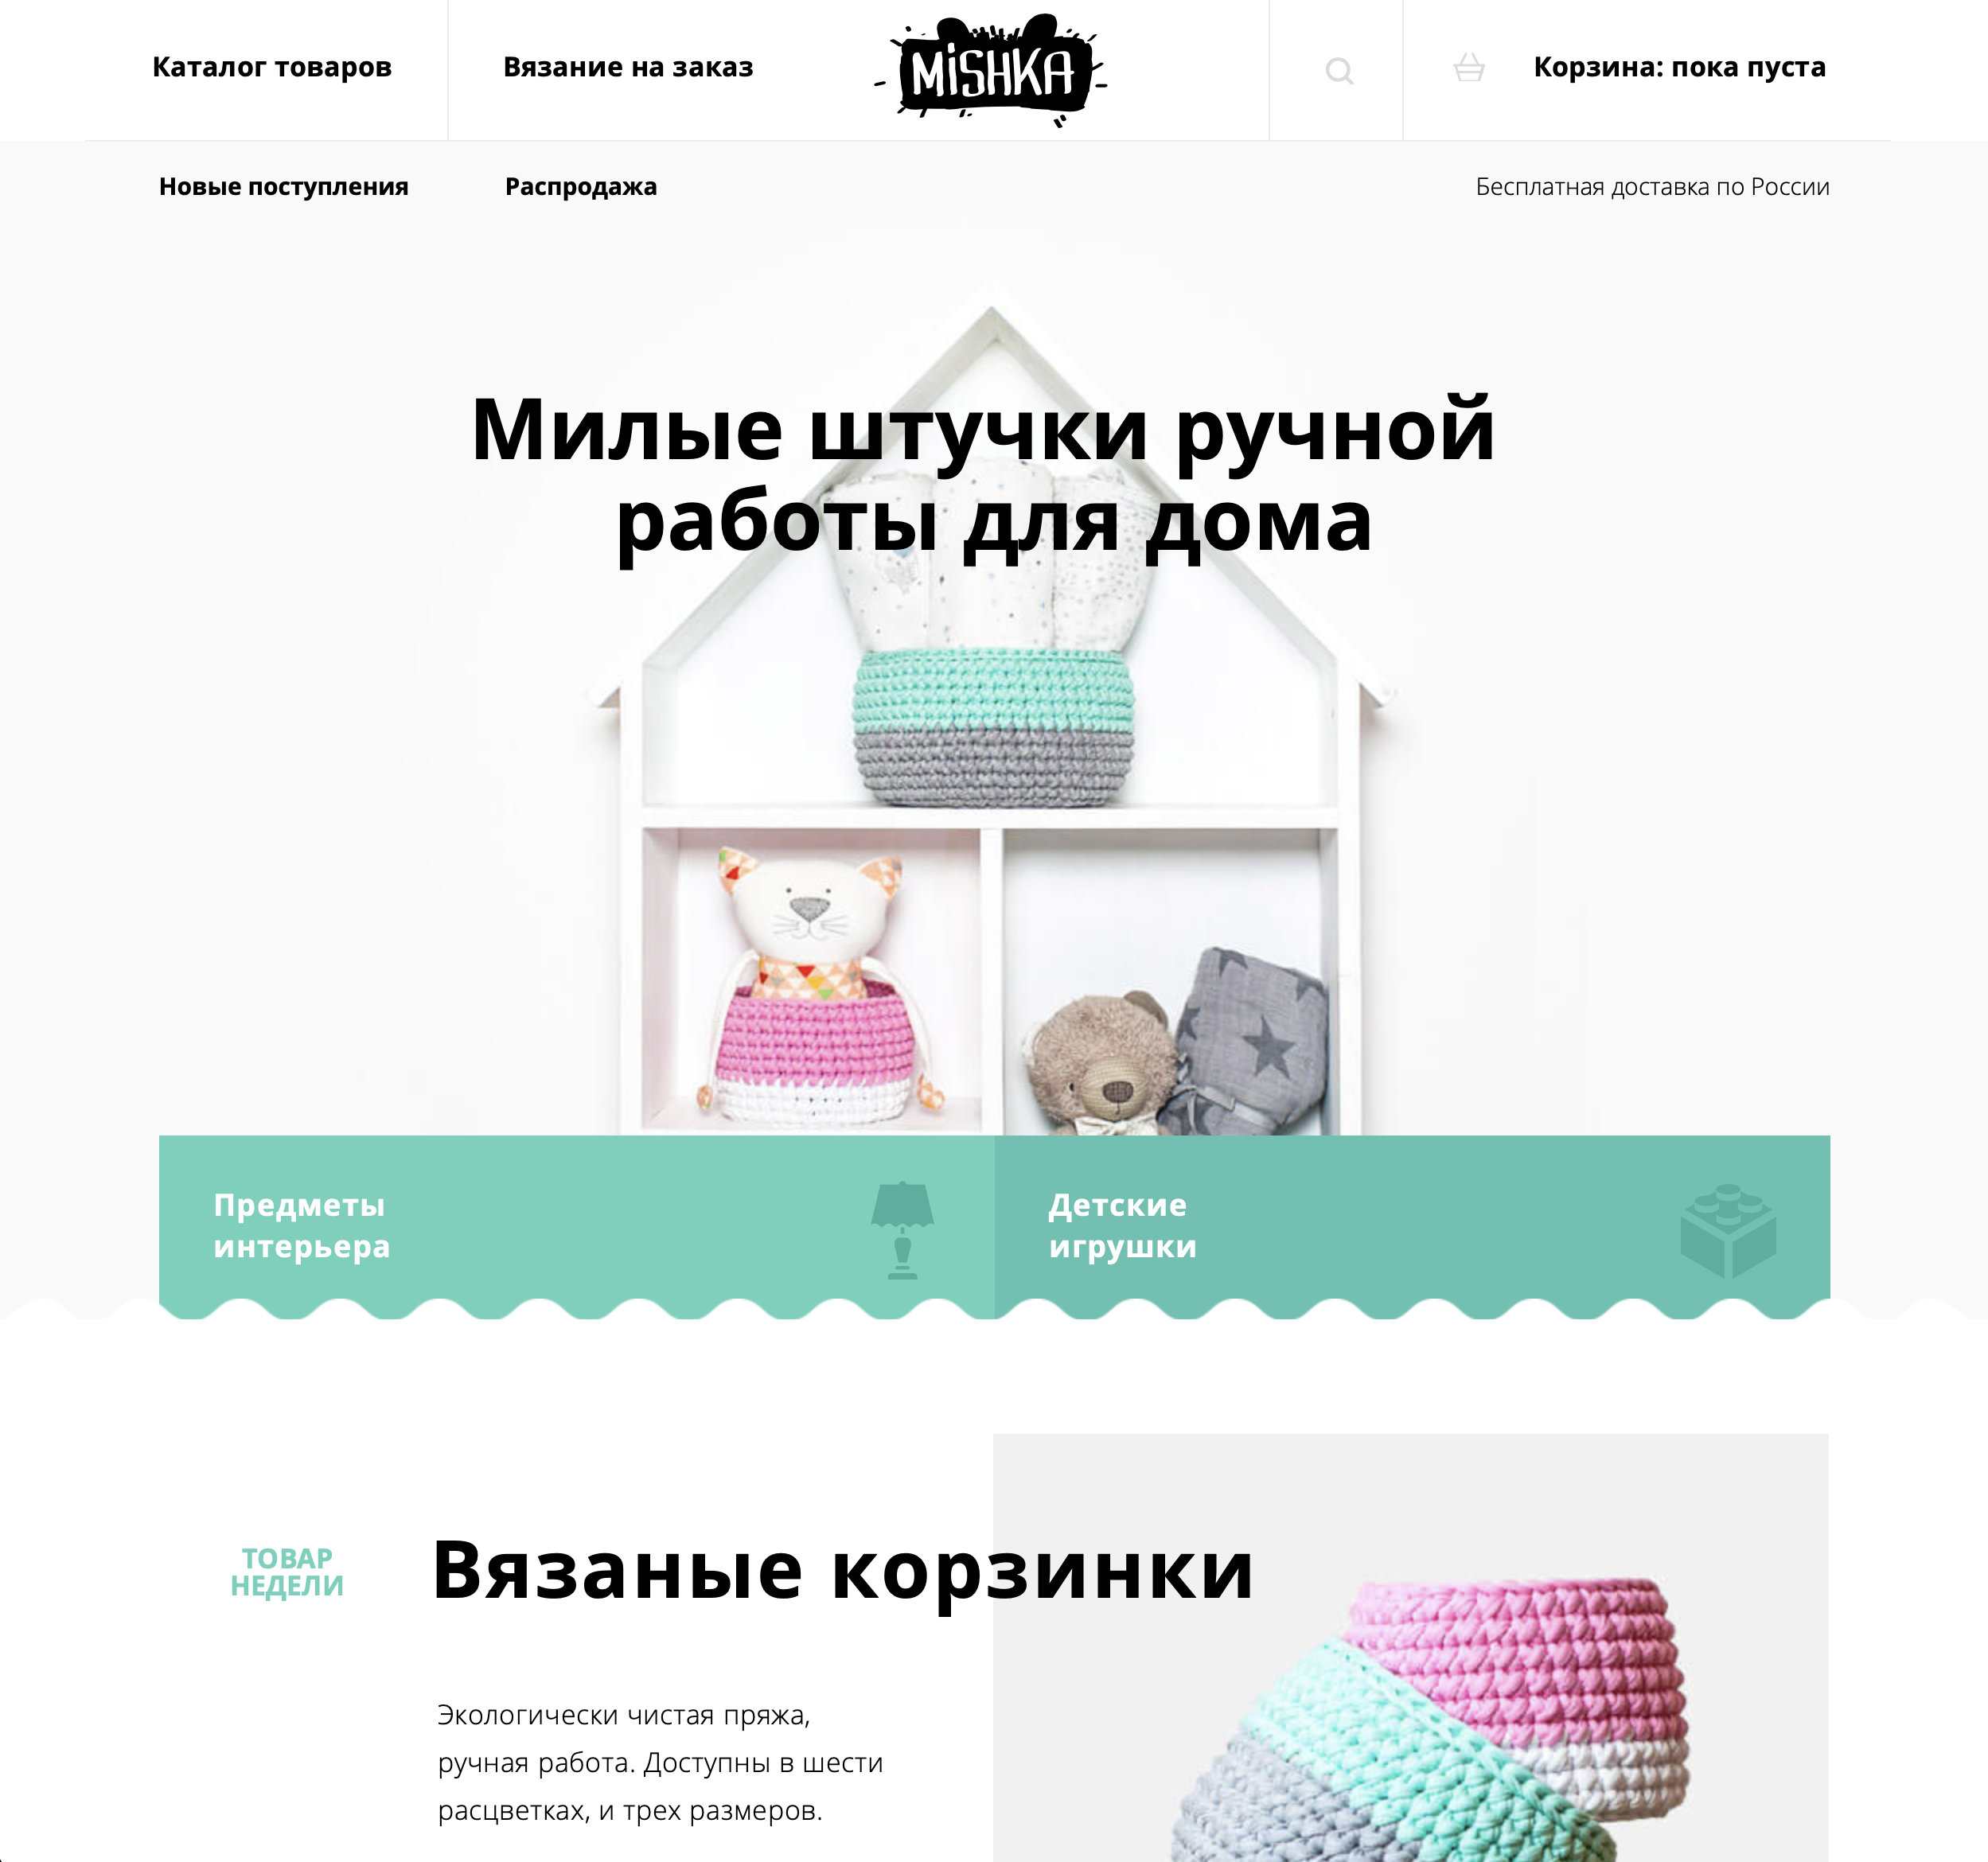 Каталог товаров
Вязание на заказ
MiSHKA
Корзина: пока пуста
Новые поступления
Распродажа
Бесплатная доставка по России
Милые штучки ручной
работы для дома
Предметы
интерьера
Детские
игрушки
ТОВАР
НЕДЕЛИ
Вязаные корзинки
Экологически чистая пряжа,
ручная работа. Доступны в шести
расцветках, и трех размеров.